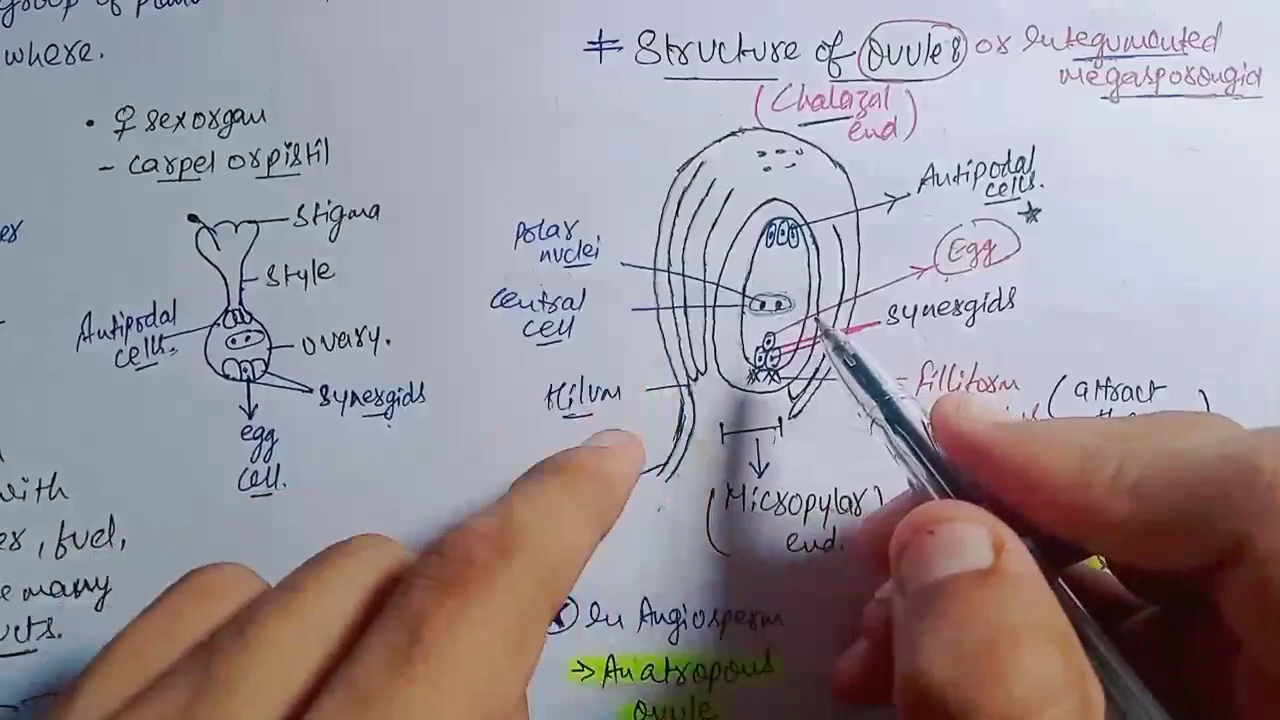 where.
• ♀ sex organ
- carpel or pistil
Stigma
Style
Antipodal
cells.
ovary.
synergids
egg
cell.
with
, fuel,
many
≠ Structure of Ovule 8 or Integumented
megasporangia
(Chalazal
end)
Antipodal
cells.
Polar
nuclei
Egg
Central
cell
synergids
Hilum
= filliform
(attract
(Micropylar)
end.
In Angiosperm
→ Anatropous
ovule